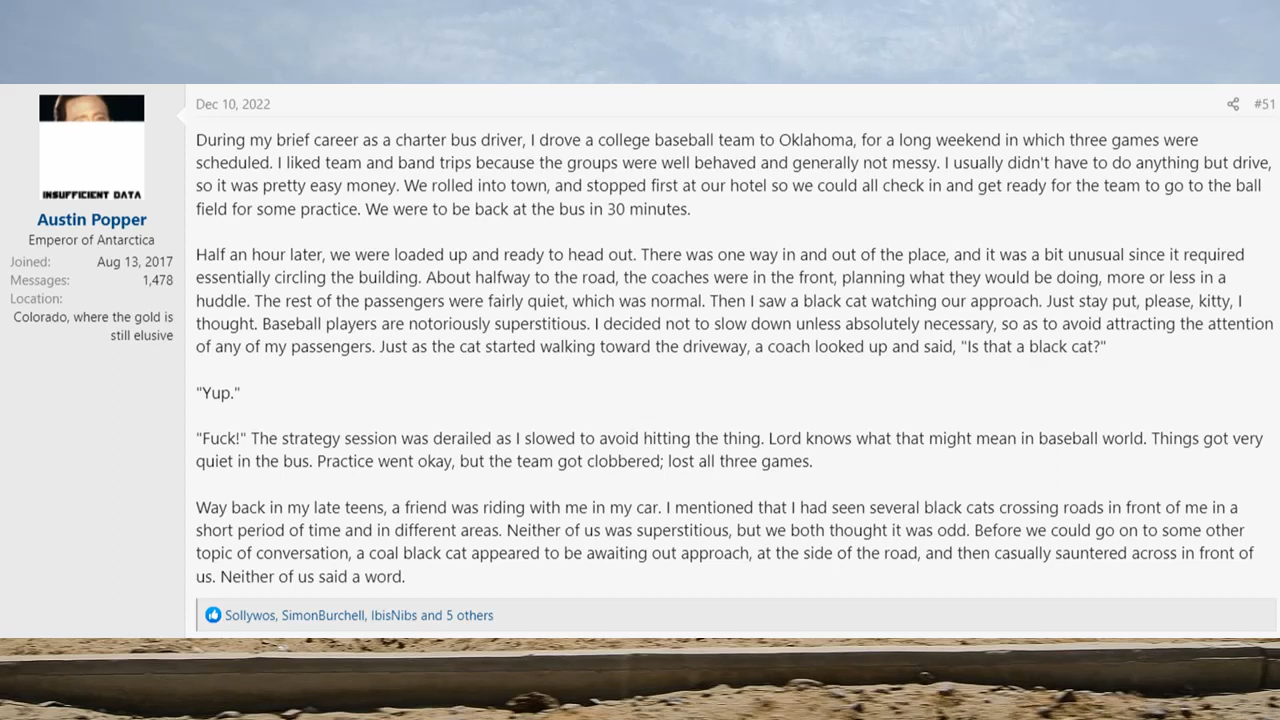 Dec 10, 2022
#51
INSUFFICIENT DATA
Austin Popper
Emperor of Antarctica
Joined: Aug 13, 2017
Messages: 1,478
Location:
Colorado, where the gold is
still elusive
During my brief career as a charter bus driver, I drove a college baseball team to Oklahoma, for a long weekend in which three games were
scheduled. I liked team and band trips because the groups were well behaved and generally not messy. I usually didn't have to do anything but drive,
so it was pretty easy money. We rolled into town, and stopped first at our hotel so we could all check in and get ready for the team to go to the ball
field for some practice. We were to be back at the bus in 30 minutes.
Half an hour later, we were loaded up and ready to head out. There was one way in and out of the place, and it was a bit unusual since it required
essentially circling the building. About halfway to the road, the coaches were in the front, planning what they would be doing, more or less in a
huddle. The rest of the passengers were fairly quiet, which was normal. Then I saw a black cat watching our approach. Just stay put, please, kitty, I
thought. Baseball players are notoriously superstitious. I decided not to slow down unless absolutely necessary, so as to avoid attracting the attention
of any of my passengers. Just as the cat started walking toward the driveway, a coach looked up and said, "Is that a black cat?"
"Yup."
"Fuck!" The strategy session was derailed as I slowed to avoid hitting the thing. Lord knows what that might mean in baseball world. Things got very
quiet in the bus. Practice went okay, but the team got clobbered; lost all three games.
Way back in my late teens, a friend was riding with me in my car. I mentioned that I had seen several black cats crossing roads in front of me in a
short period of time and in different areas. Neither of us was superstitious, but we both thought it was odd. Before we could go on to some other
topic of conversation, a coal black cat appeared to be awaiting out approach, at the side of the road, and then casually sauntered across in front of
us. Neither of us said a word.
Sollywos, SimonBurchell, IbisNibs and 5 others